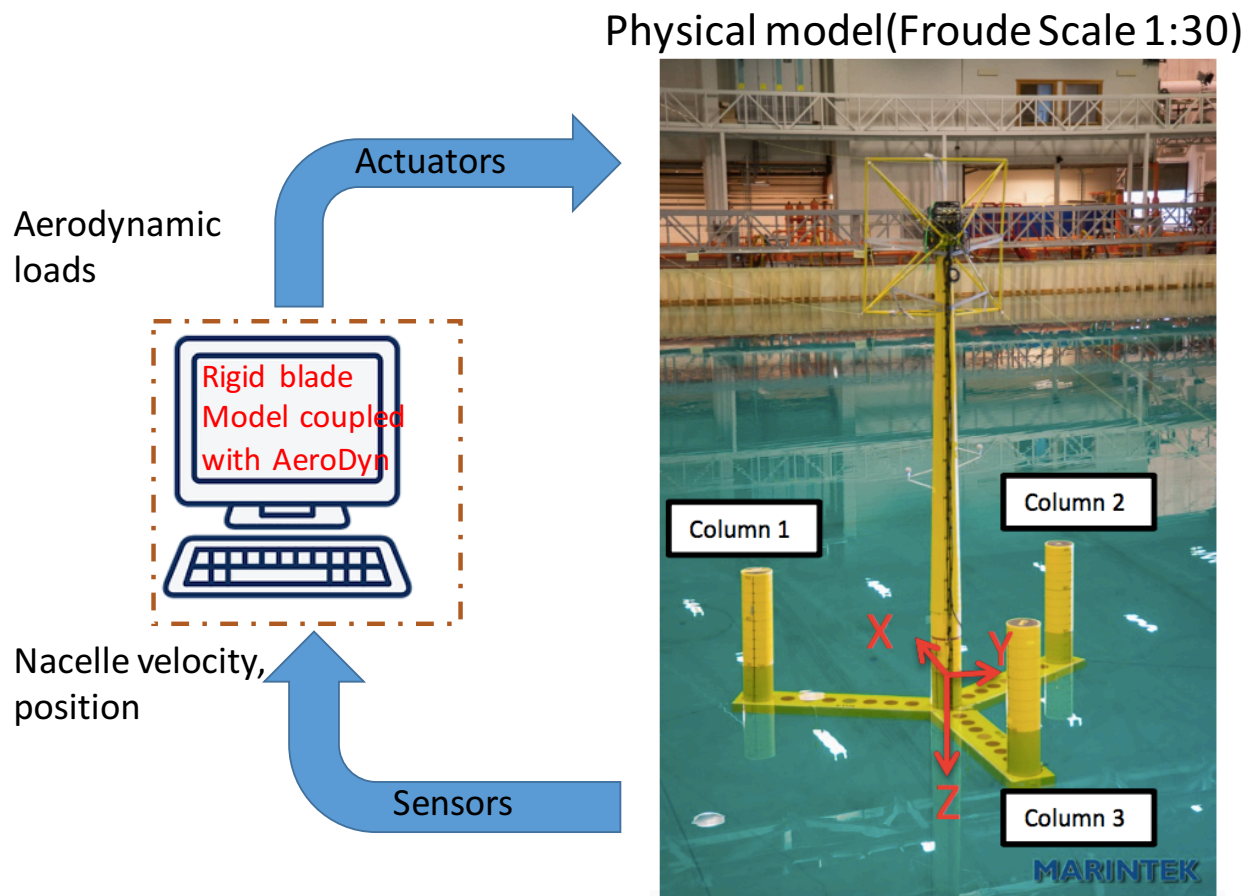 Physical model(Froude Scale 1:30)
Actuators
Aerodynamic
loads
Rigid blade
Model coupled
with AeroDyn
Nacelle velocity,
position
Sensors
Column 1
Column 2
X
Y
Z
Column 3
MARINTEK